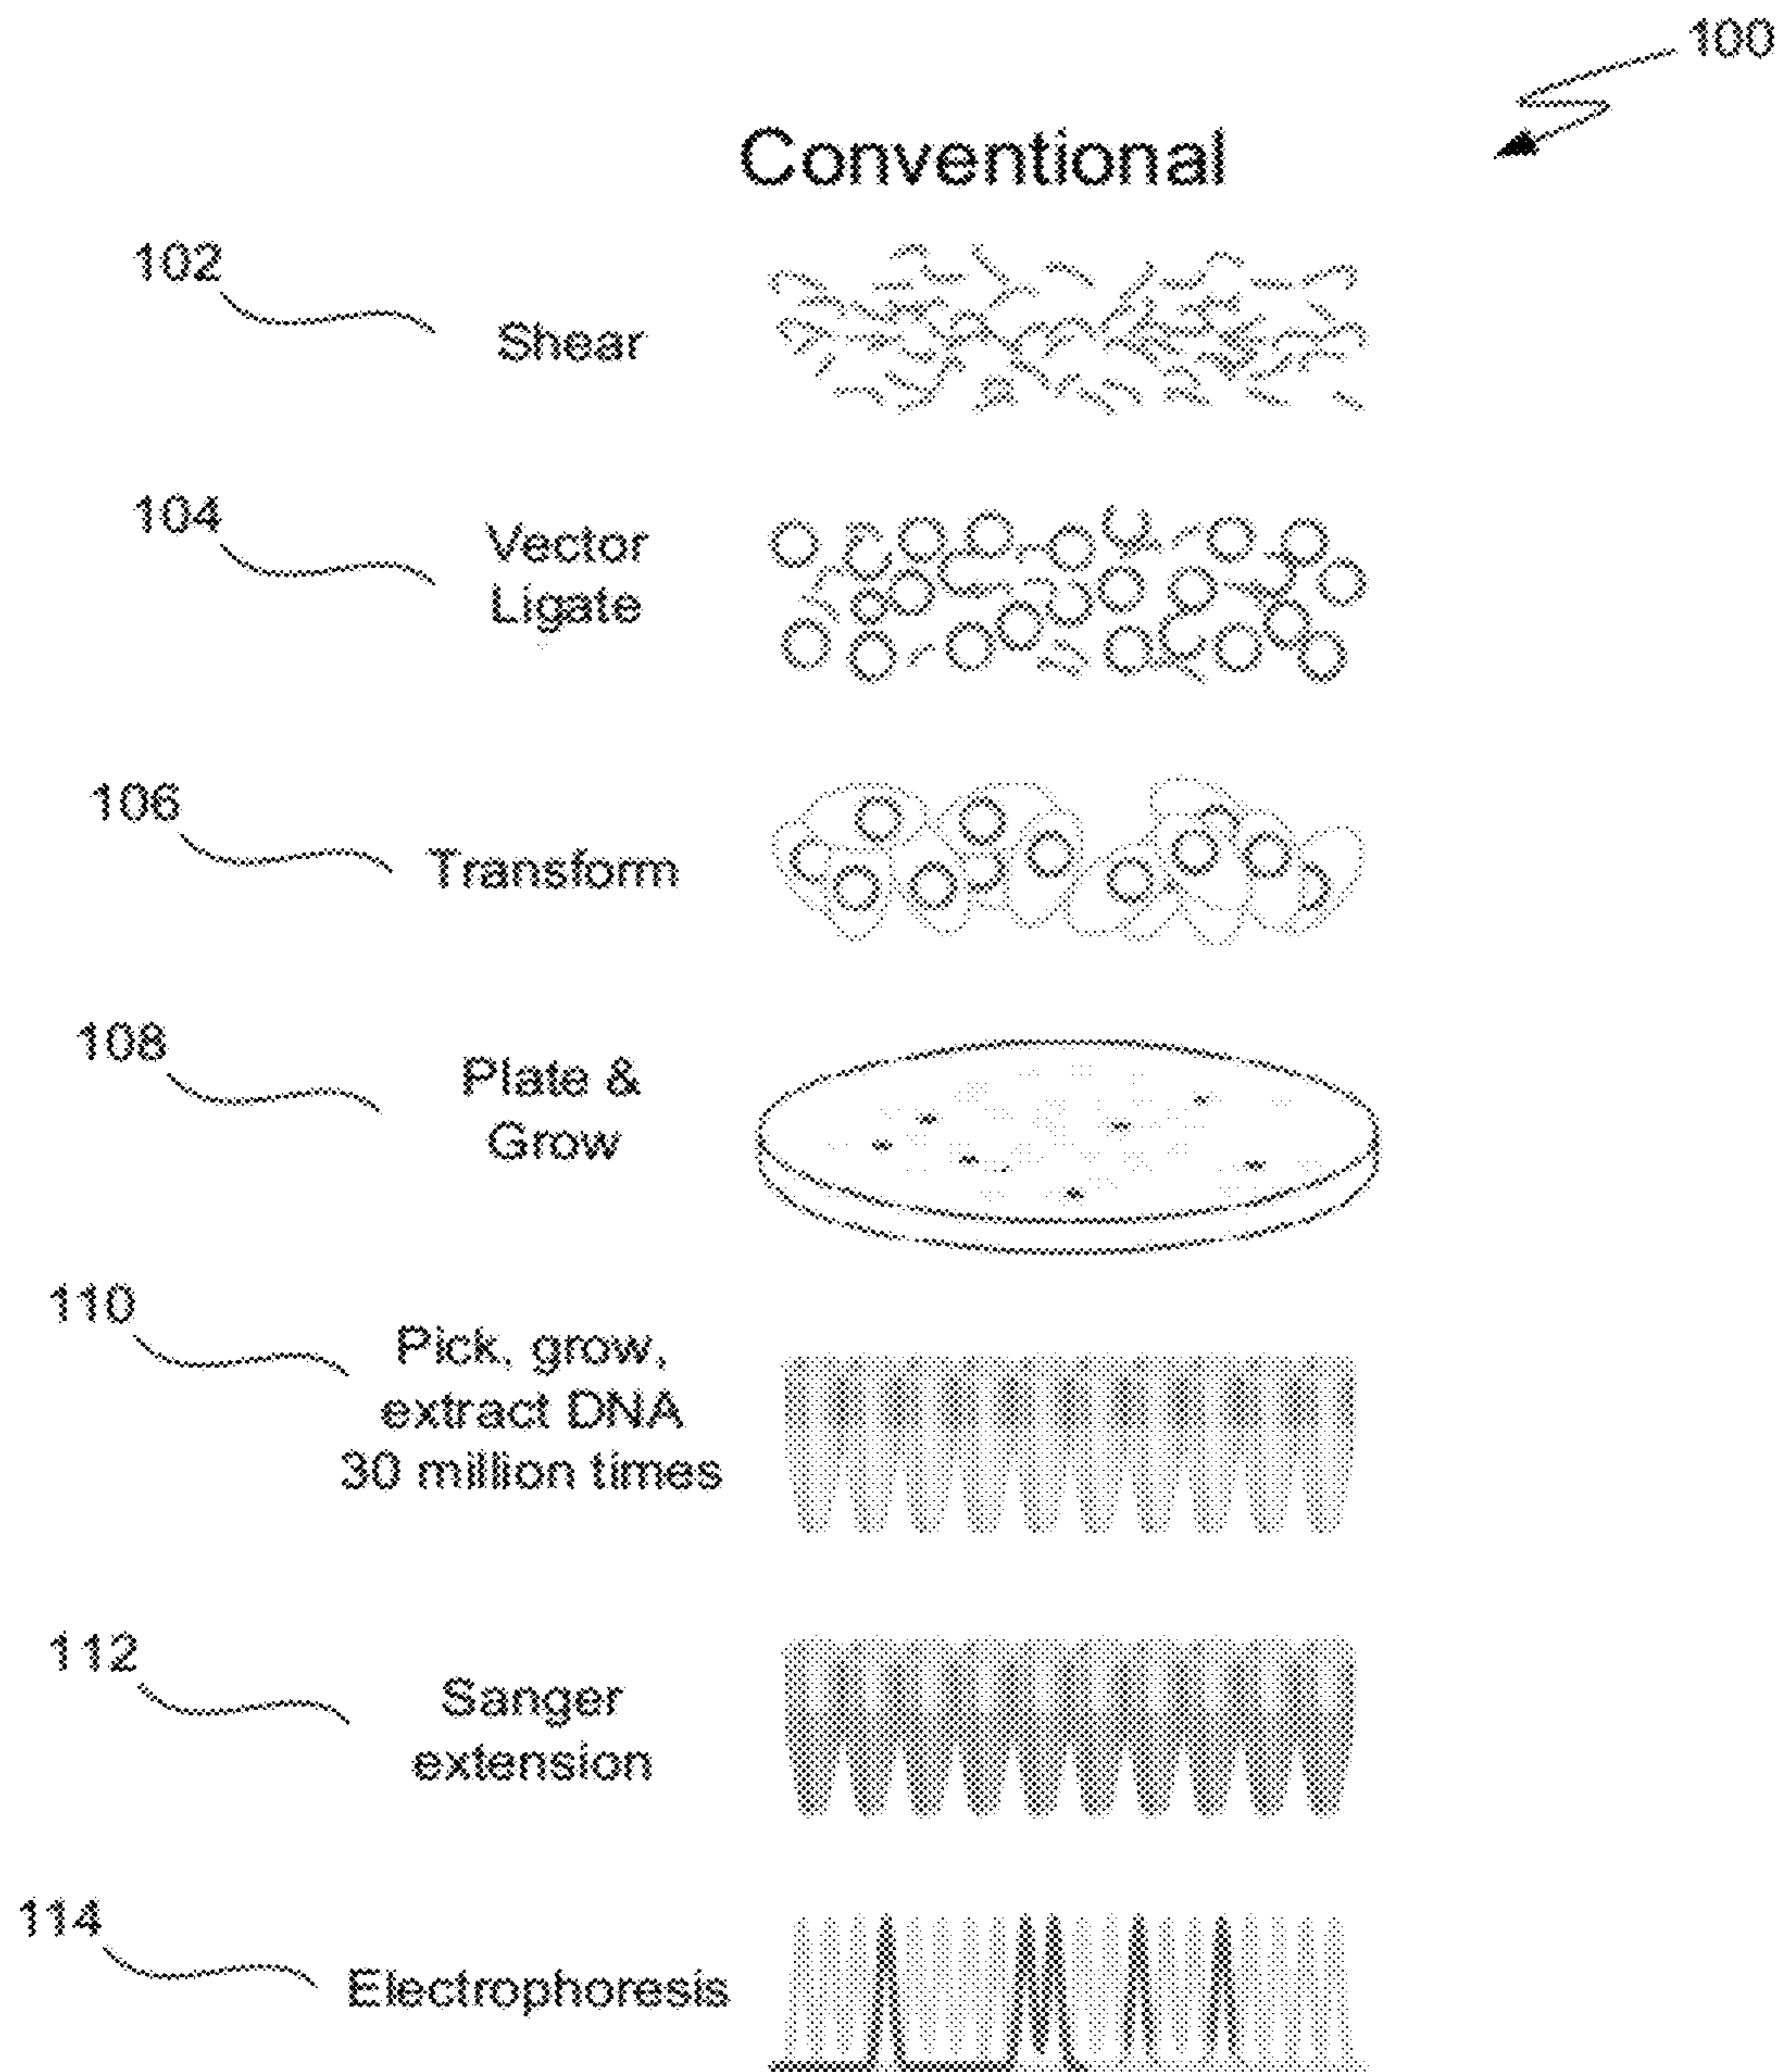 100
Conventional
102
Shear
104
Vector
Ligate
106
Transform
108
Plate &
Grow
110
Pick, grow,
extract DNA
30 million times
112
Sanger
extension
114
Electrophoresis